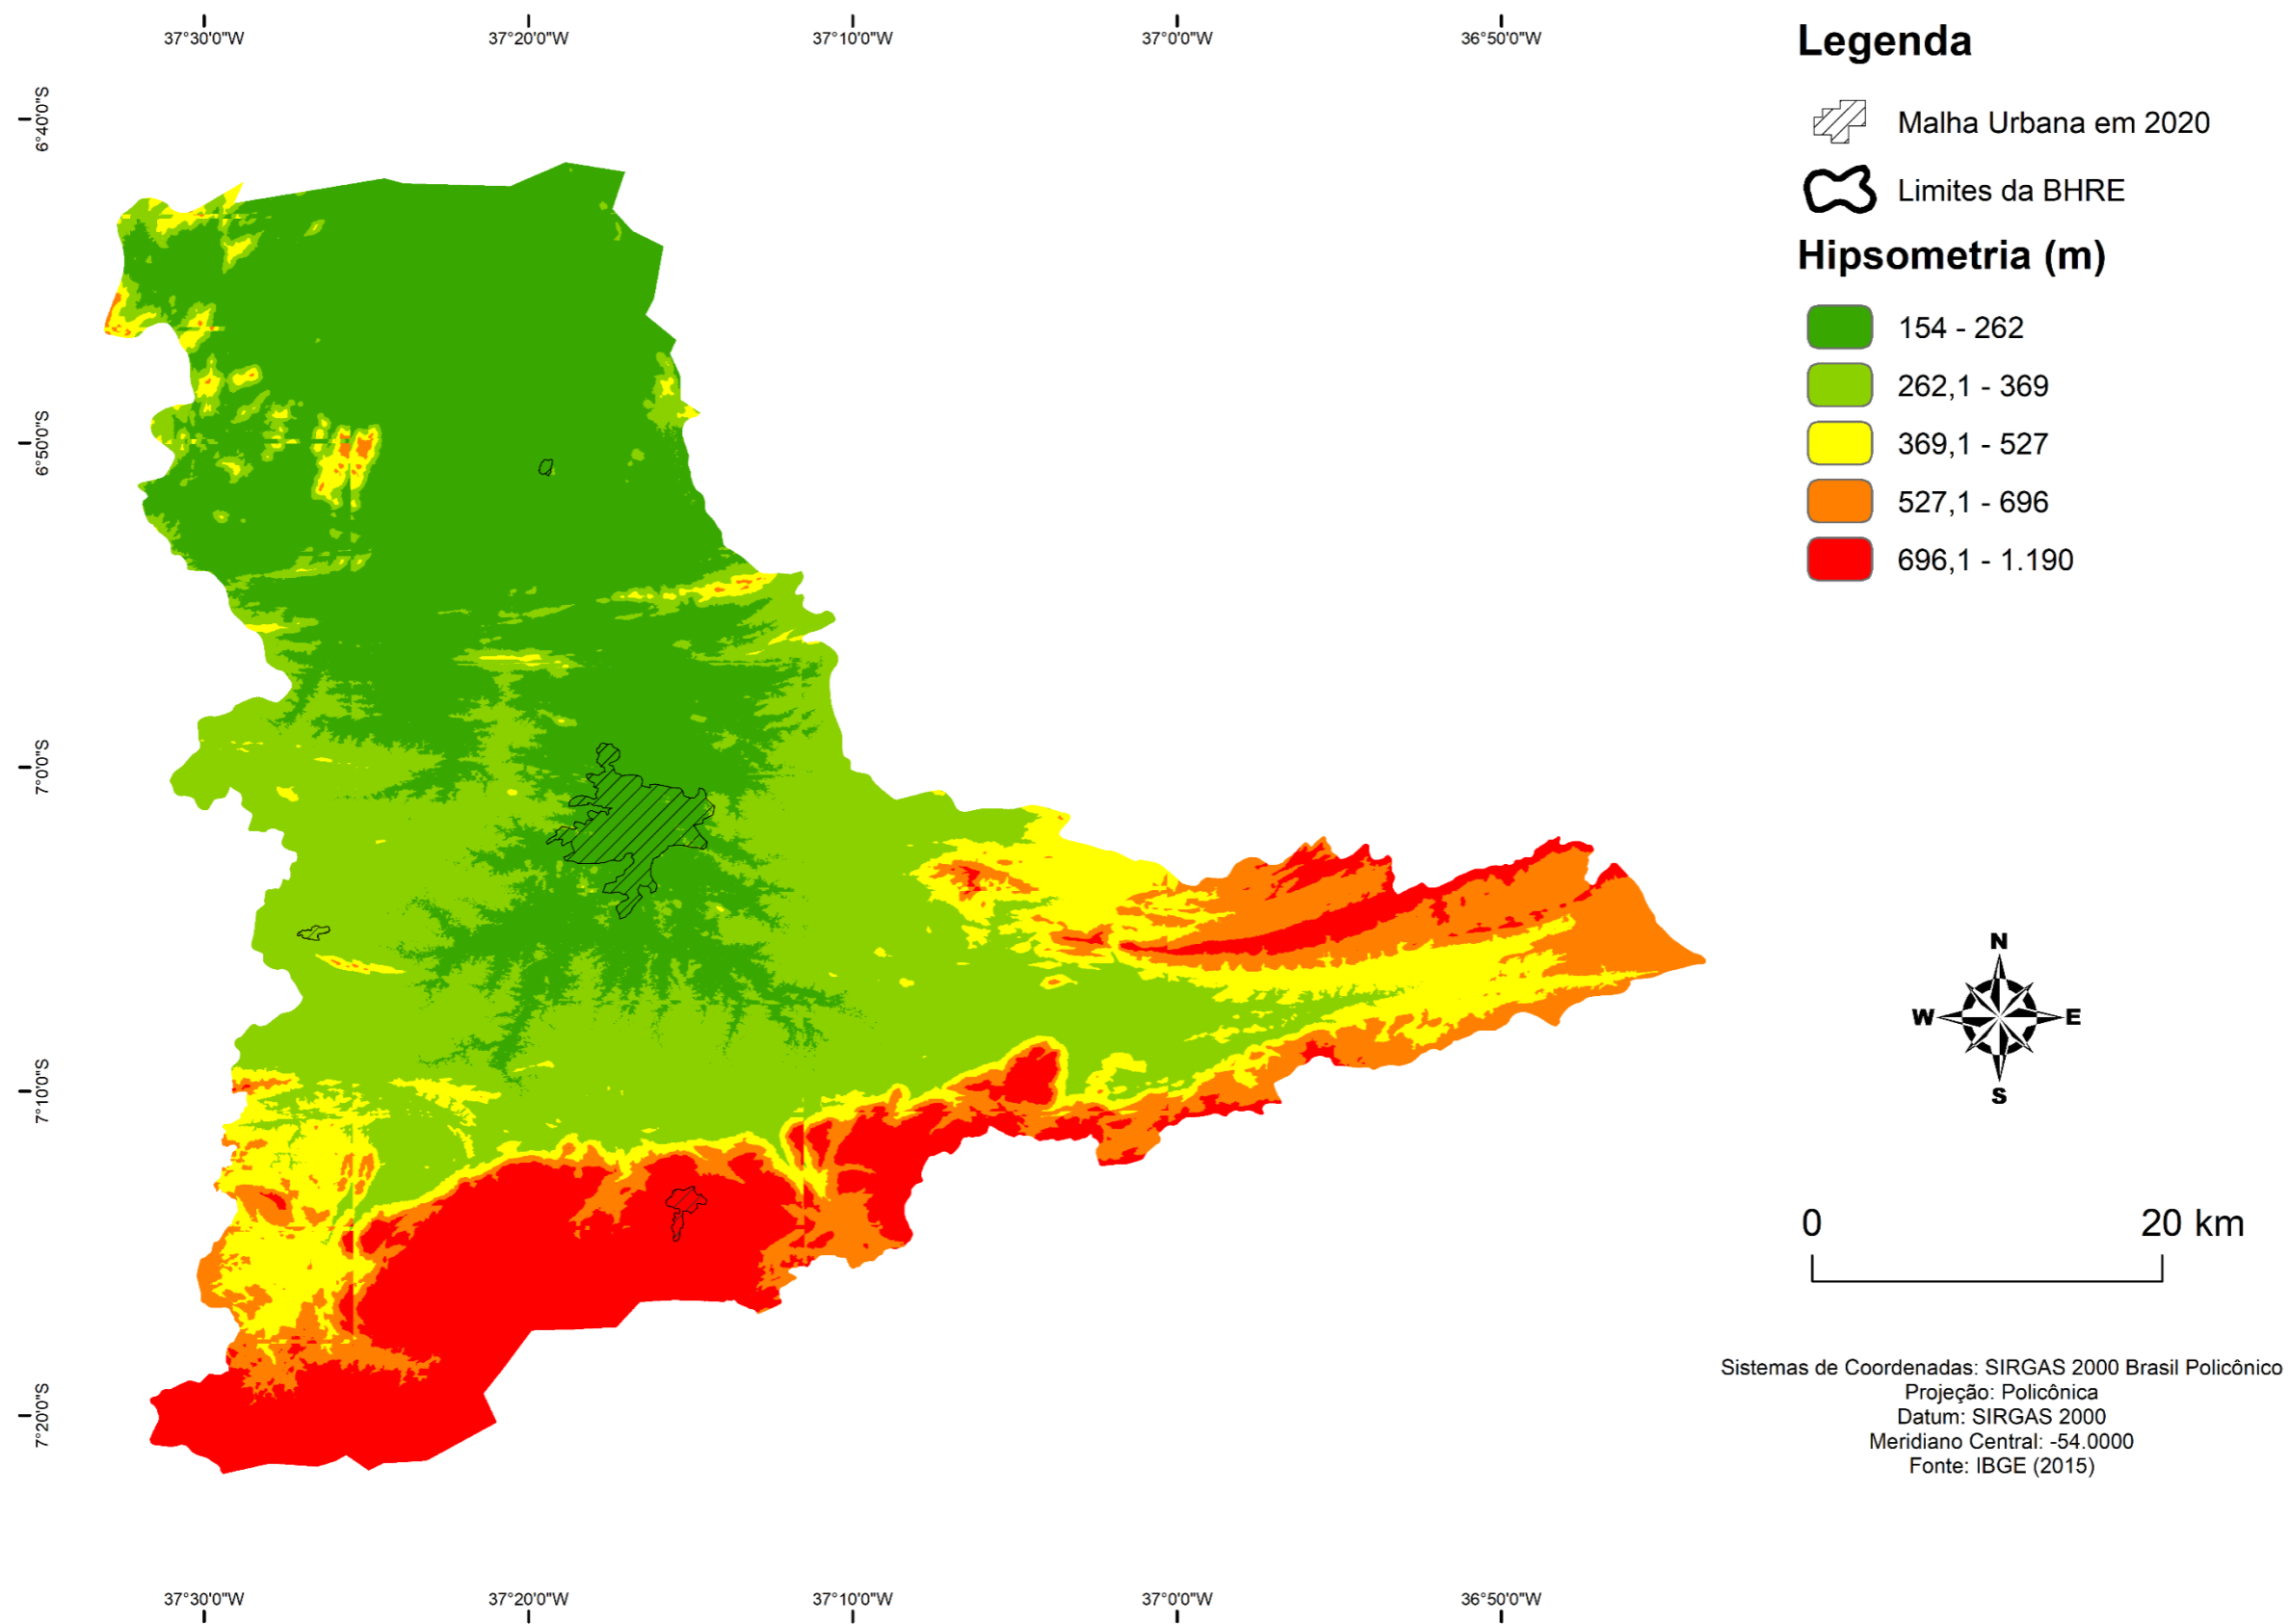 37°30'0"W
37°20'0"W
37°10'0"W
37°0'0"W
36°50'0"W
6°40'0"S
6°50'0"S
7°0'0"S
7°10'0"S
7°20'0"S
37°30'0"W
37°20'0"W
37°10'0"W
37°0'0"W
36°50'0"W
Legenda
Malha Urbana em 2020
Limites da BHRE
Hipsometria (m)
154 - 262
262,1 - 369
369,1 - 527
527,1 - 696
696,1 - 1.190
N
W
E
S
0
20 km
Sistemas de Coordenadas: SIRGAS 2000 Brasil Policônico
Projeção: Policônica
Datum: SIRGAS 2000
Meridiano Central: -54.0000
Fonte: IBGE (2015)